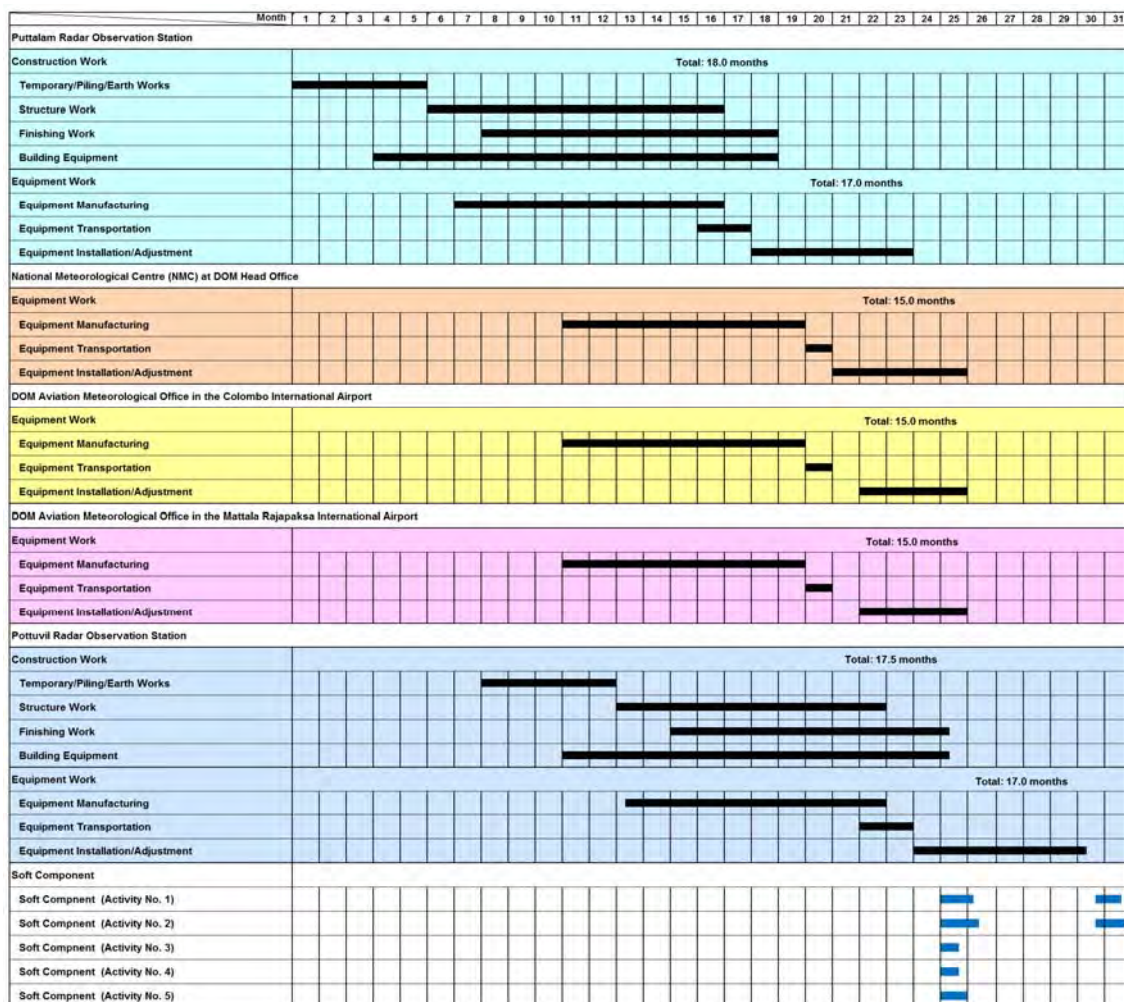 Month 1 2 3 4 5 6 7 8 9 10 11 12 13 14 15 16 17 18 19 20 21 22 23 24 25 26 27 28 29 30 31
Puttalam Radar Observation Station
Construction Work Total: 18.0 months
Temporary/Piling/Earth Works
Structure Work
Finishing Work
Building Equipment
Equipment Work Total: 17.0 months
Equipment Manufacturing
Equipment Transportation
Equipment Installation/Adjustment
National Meteorological Centre (NMC) at DOM Head Office
Equipment Work Total: 15.0 months
Equipment Manufacturing
Equipment Transportation
Equipment Installation/Adjustment
DOM Aviation Meteorological Office in the Colombo International Airport
Equipment Work Total: 15.0 months
Equipment Manufacturing
Equipment Transportation
Equipment Installation/Adjustment
DOM Aviation Meteorological Office in the Mattala Rajapaksa International Airport
Equipment Work Total: 15.0 months
Equipment Manufacturing
Equipment Transportation
Equipment Installation/Adjustment
Pottuvil Radar Observation Station
Construction Work Total: 17.5 months
Temporary/Piling/Earth Works
Structure Work
Finishing Work
Building Equipment
Equipment Work Total: 17.0 months
Equipment Manufacturing
Equipment Transportation
Equipment Installation/Adjustment
Soft Component
Soft Compnent (Activity No. 1)
Soft Compnent (Activity No. 2)
Soft Compnent (Activity No. 3)
Soft Compnent (Activity No. 4)
Soft Compnent (Activity No. 5)